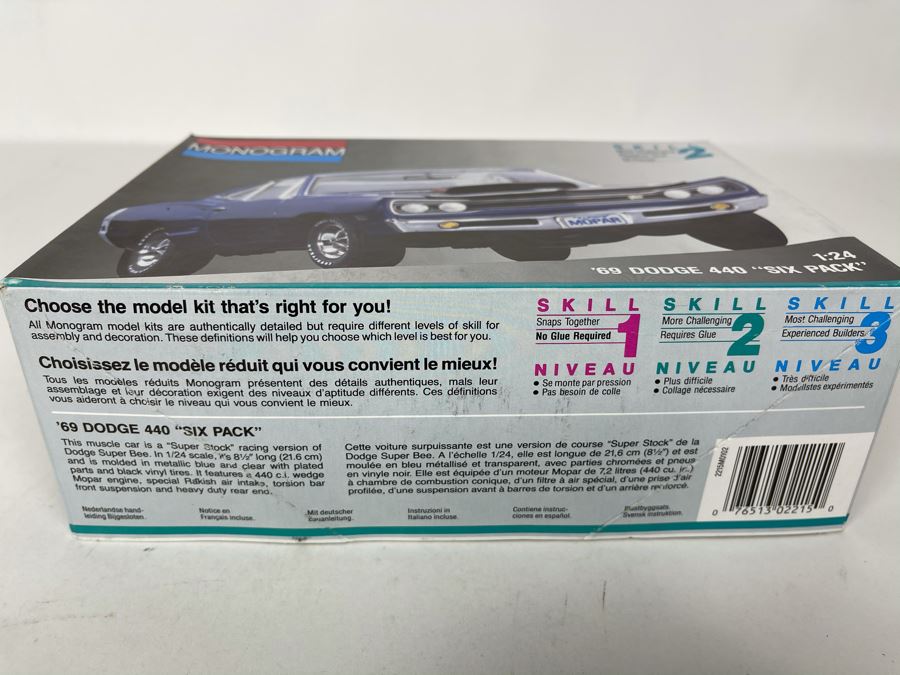 MONOGRAM
SKILL 2
MOPAR
1:24
'69 DODGE 440 "SIX PACK"
Choose the model kit that's right for you!
All Monogram model kits are authentically detailed but require different levels of skill for
assembly and decoration. These definitions will help you choose which level is best for you.
Choisissez le modèle réduit qui vous convient le mieux!
Tous les modèles réduits Monogram présentent des détails authentiques, mais leur
assemblage et leur décoration exigent des niveaux d'aptitude différents. Ces définitions
vous aideront à choisir le niveau qui vous convient le mieux.
SKILL 1
Snaps Together
No Glue Required
NIVEAU
• Se monte par pression
• Pas besoin de colle
SKILL 2
More Challenging
Requires Glue
NIVEAU
• Plus difficile
• Collage nécessaire
SKILL 3
Most Challenging
Experienced Builders
NIVEAU
• Très difficile
• Modélistes expérimentés
'69 DODGE 440 "SIX PACK"
This muscle car is a "Super Stock" racing version of
Dodge Super Bee. In 1/24 scale, it's 8½" long (21.6 cm)
and is molded in metallic blue and clear with plated
parts and black vinyl tires. It features a 440 c.i. wedge
Mopar engine, special Rakish air intake, torsion bar
front suspension and heavy duty rear end.
Cette voiture surpuissante est une version de course "Super Stock" de la
Dodge Super Bee. A l'échelle 1/24, elle est longue de 21,6 cm (8½") et est
moulée en bleu métallisé et transparent, avec parties chromées et pneus
en vinyle noir. Elle est équipée d'un moteur Mopar de 7,2 litres (440 cu. in.)
à chambre de combustion conique, d'un filtre à air spécial, d'une prise d'air
profilée, d'une suspension avant à barres de torsion et d'un arrière renforcé.
Nederlandse hand-
leiding Bijgesloten.
Notice en
Français incluse.
Mit deutscher
Bauanleitung.
Instruzioni in
Italiano incluse.
Contiene instruc-
ciones en español.
Byggsats.
Svensk instruktion.
2215M0202
0 76513 02215 0